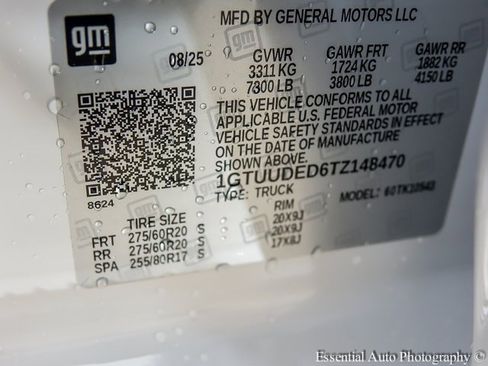 gm
MFD BY GENERAL MOTORS LLC
08/25 GVWR GAWR FRT GAWR RR
3311 KG 1724 KG 1882 KG
7300 LB 3800 LB 4150 LB
THIS VEHICLE CONFORMS TO ALL
APPLICABLE U.S. FEDERAL MOTOR
VEHICLE SAFETY STANDARDS IN EFFECT
ON THE DATE OF MANUFACTURE
SHOWN ABOVE.
1GTUUDED6TZ148470
8624
TYPE: TRUCK MODEL:
TIRE SIZE RIM
FRT 275/60R20 S 20X9J
RR 275/60R20 S 20X9J
SPA 255/80R17 S 17X8J
Essential Auto Photography ©